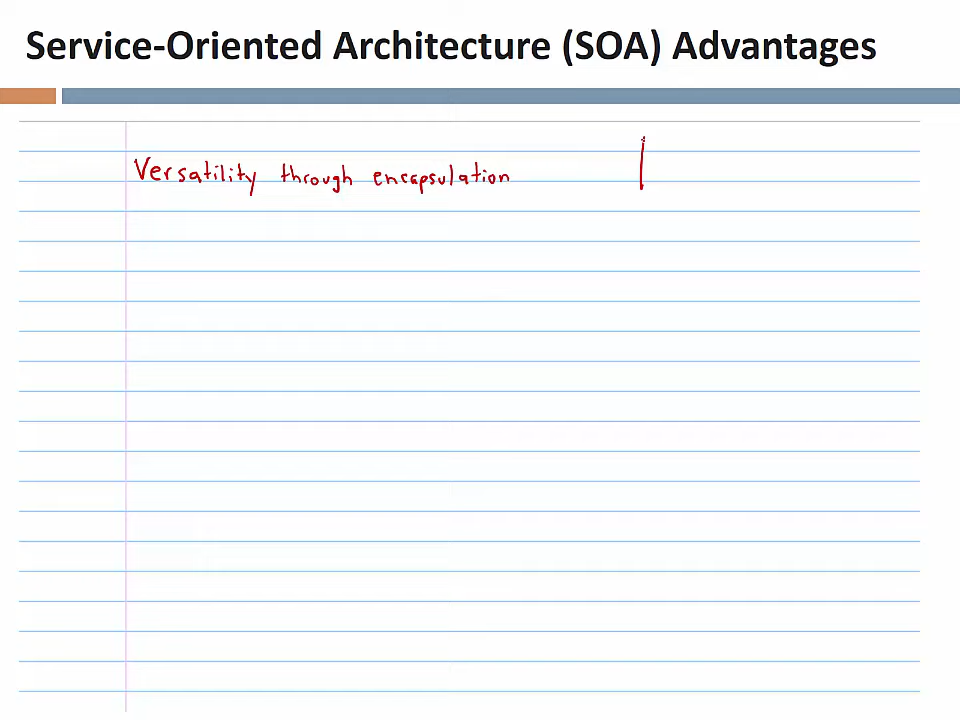 Service-Oriented Architecture (SOA) Advantages
Versatility through encapsulation